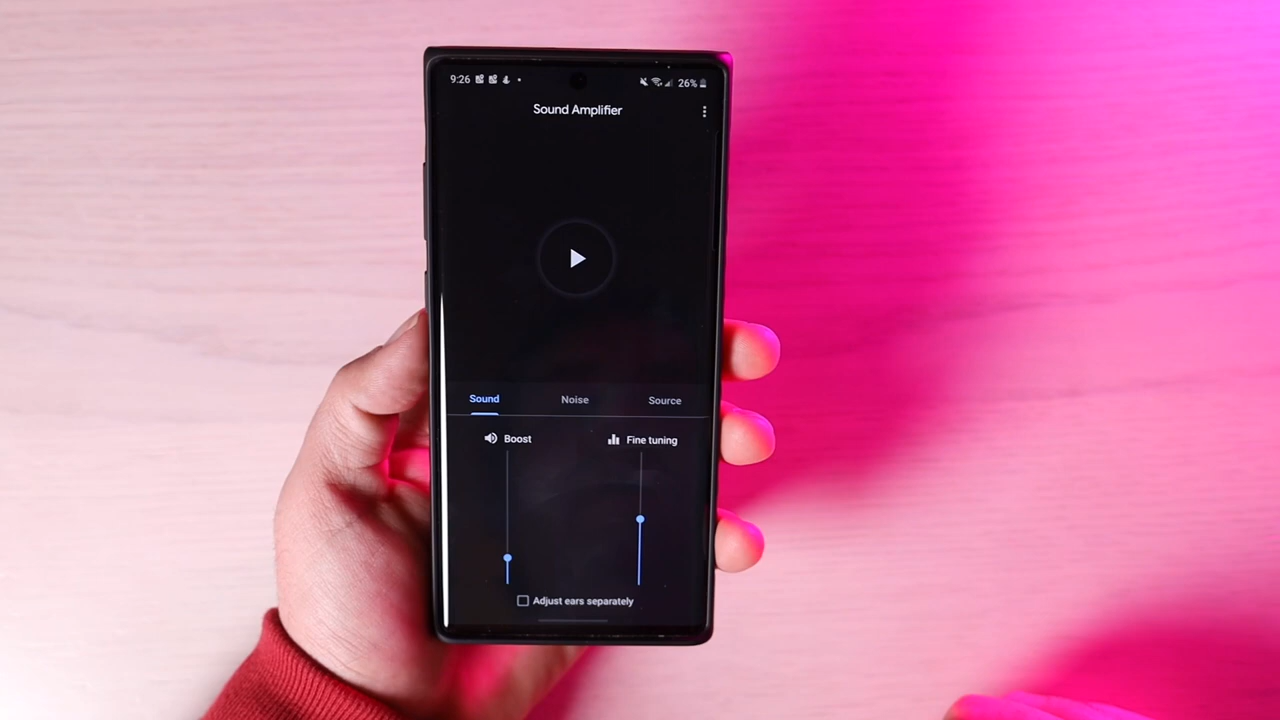 9:26 26%
Sound Amplifier
Sound Noise Source
Boost Fine tuning
Adjust ears separately